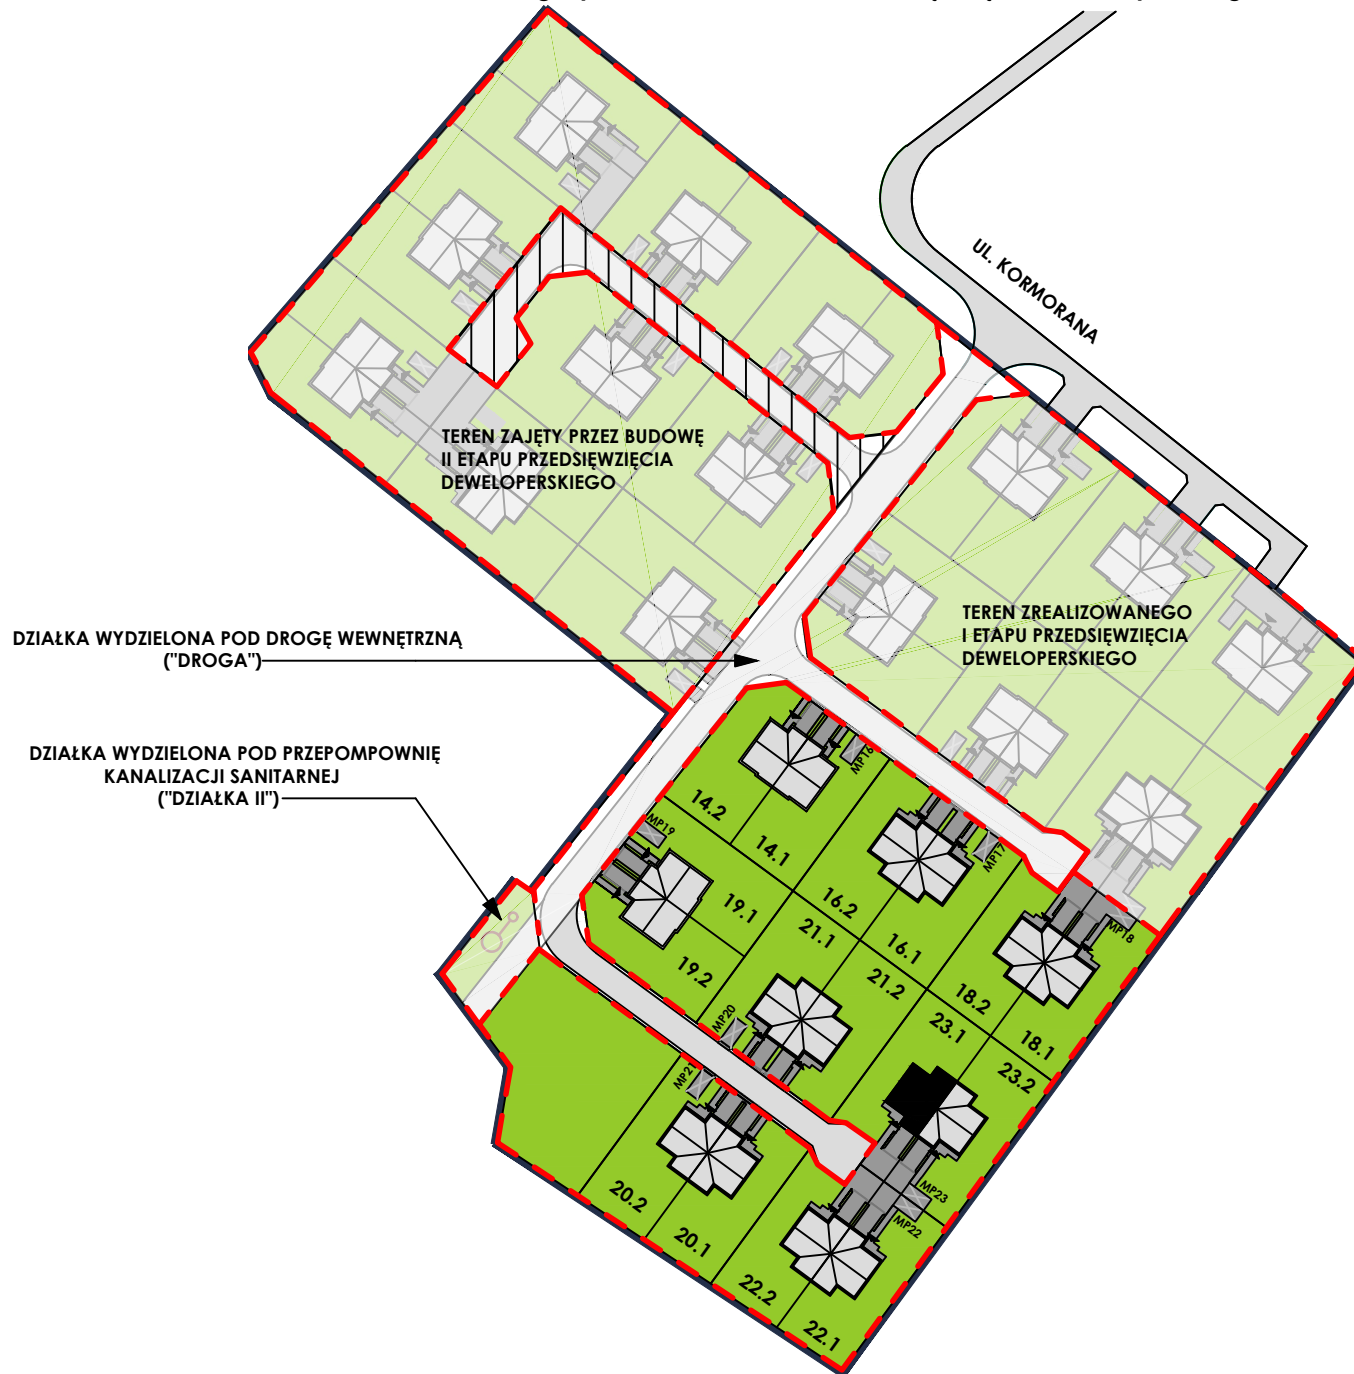 UL. KORMORANA
TEREN ZAJĘTY PRZEZ BUDOWĘ
II ETAPU PRZEDSIĘWZIĘCIA
DEWELOPERSKIEGO
TEREN ZREALIZOWANEGO
I ETAPU PRZEDSIĘWZIĘCIA
DEWELOPERSKIEGO
DZIAŁKA WYDZIELONA POD DROGĘ WEWNĘTRZNĄ
("DROGA")
DZIAŁKA WYDZIELONA POD PRZEPOMPOWNIĘ
KANALIZACJI SANITARNEJ
("DZIAŁKA II")
MP16
14.2
MP19
14.1
MP17
19.1
16.2
21.1
16.1
MP18
19.2
21.2
18.2
MP20
23.1
18.1
23.2
MP21
20.2
MP23
MP22
20.1
22.2
22.1